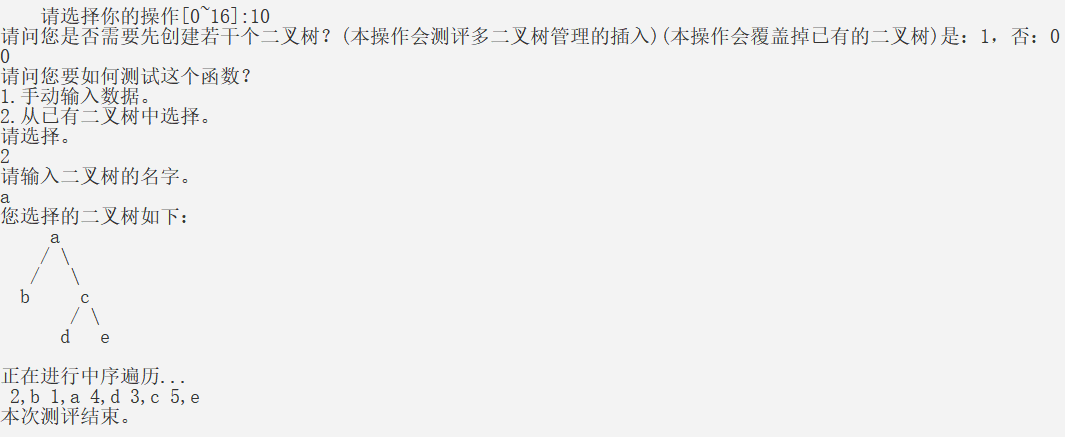 请选择你的操作[0~16]:10
请问您是否需要先创建若干个二叉树？(本操作会测评多二叉树管理的插入)(本操作会覆盖掉已有的二叉树)是：1，否：0
0
请问您要如何测试这个函数？
1.手动输入数据。
2.从已有二叉树中选择。
请选择。
2
请输入二叉树的名字。
a
您选择的二叉树如下：
     a
    / \
   /   \
  b     c
       / \
      d   e
正在进行中序遍历...
 2,b 1,a 4,d 3,c 5,e
本次测评结束。